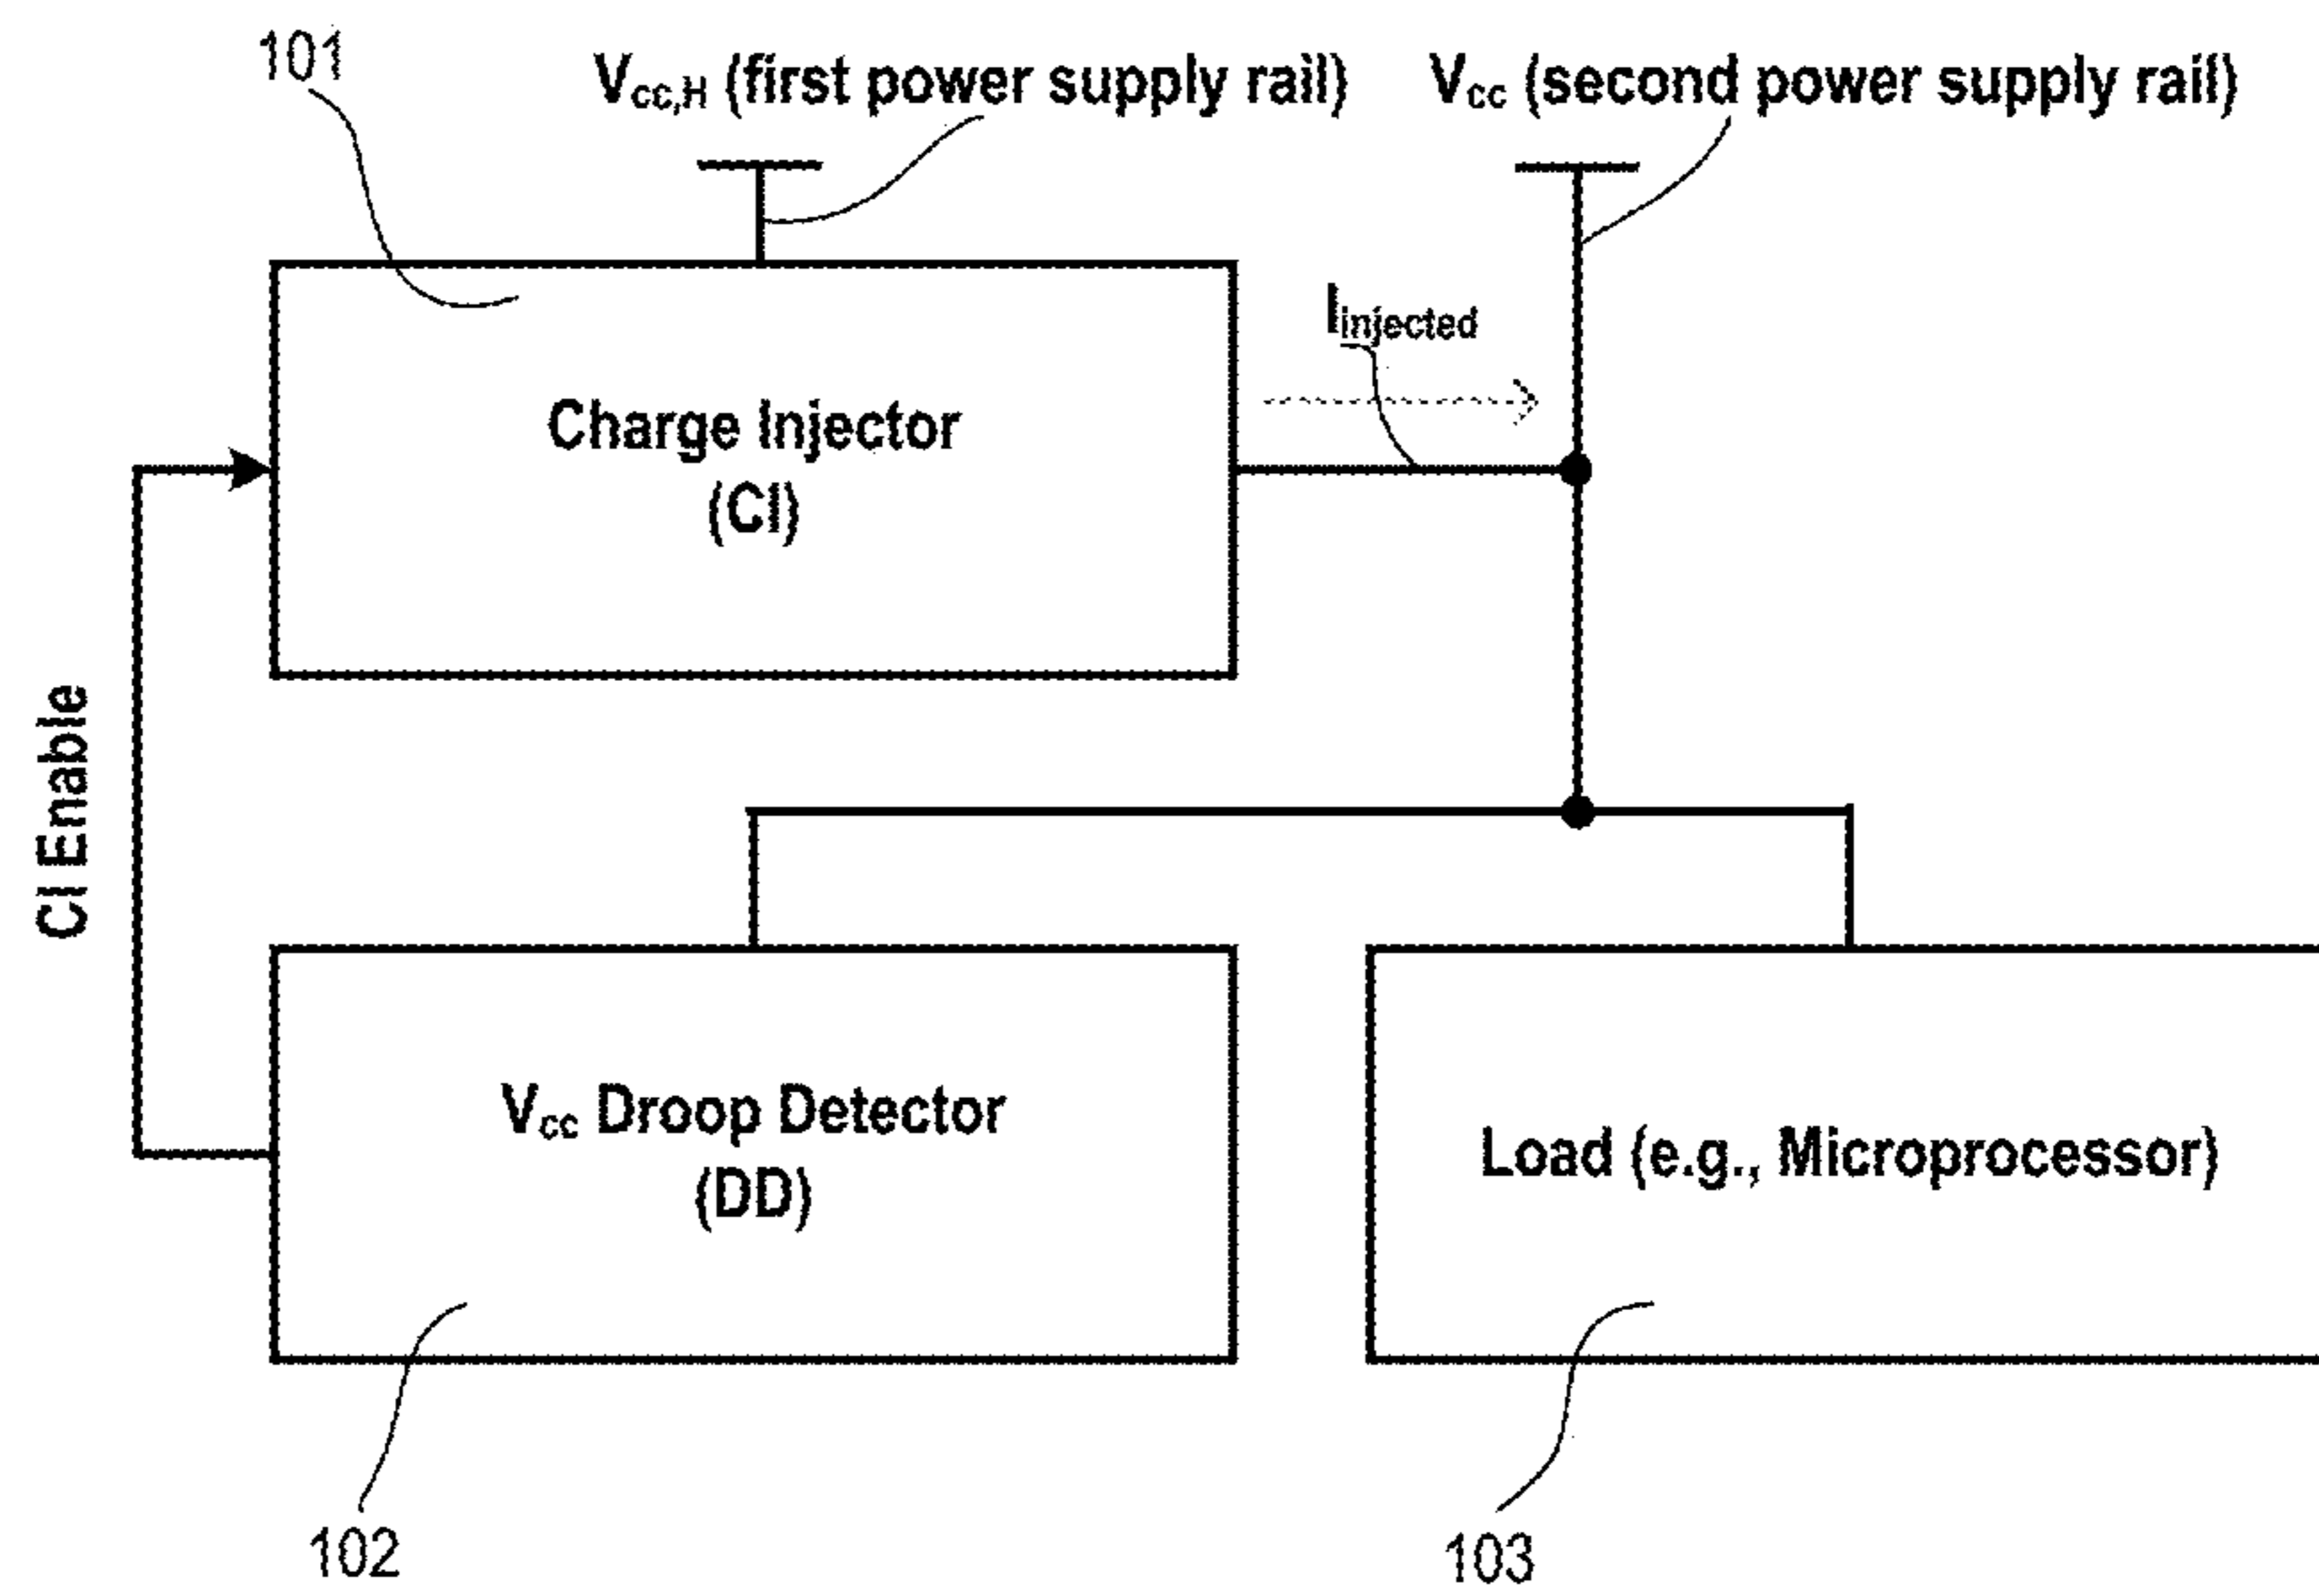 101
Vcc,H (first power supply rail)
Vcc (second power supply rail)
Iinjected
Charge Injector
(CI)
CI Enable
Vcc Droop Detector
(DD)
Load (e.g., Microprocessor)
102
103